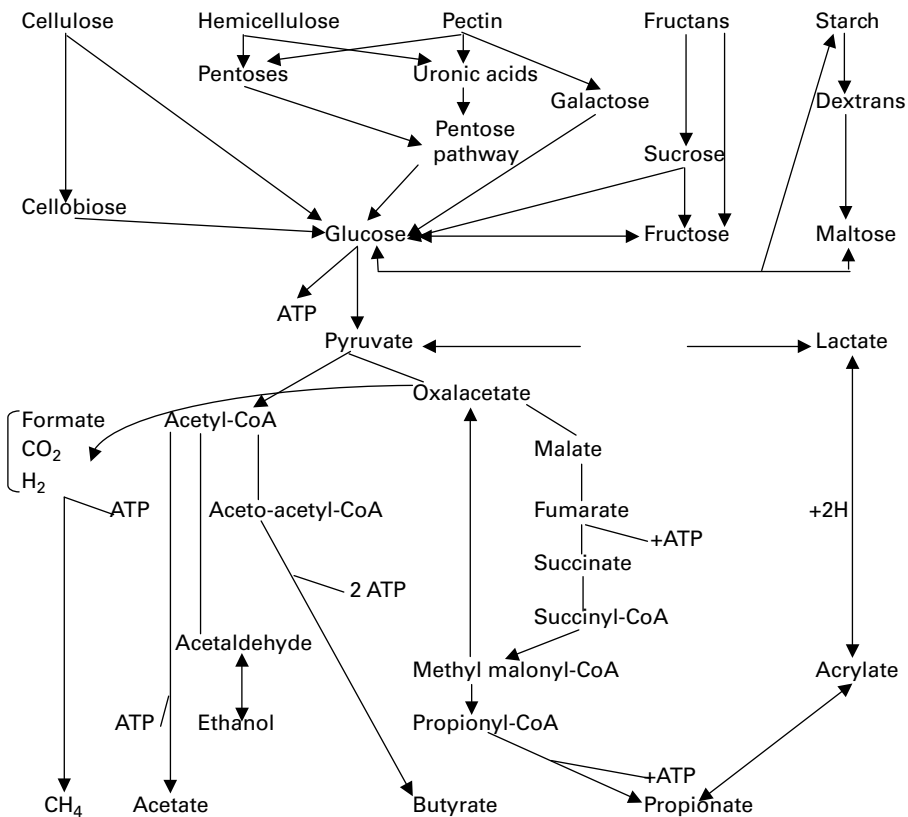 Cellulose Hemicellulose Pectin Fructans Starch
Pentoses Uronic acids
Galactose Dextrans
Pentose
pathway
Sucrose
Cellobiose
Glucose Fructose Maltose
ATP
Pyruvate Lactate
Oxalacetate
Formate Acetyl-CoA
CO₂ Malate
H₂
ATP Aceto-acetyl-CoA Fumarate +2H
+ATP
Succinate
2 ATP
Succinyl-CoA
Acetaldehyde
Methyl malonyl-CoA Acrylate
ATP Ethanol Propionyl-CoA
+ATP
CH₄ Acetate Butyrate Propionate